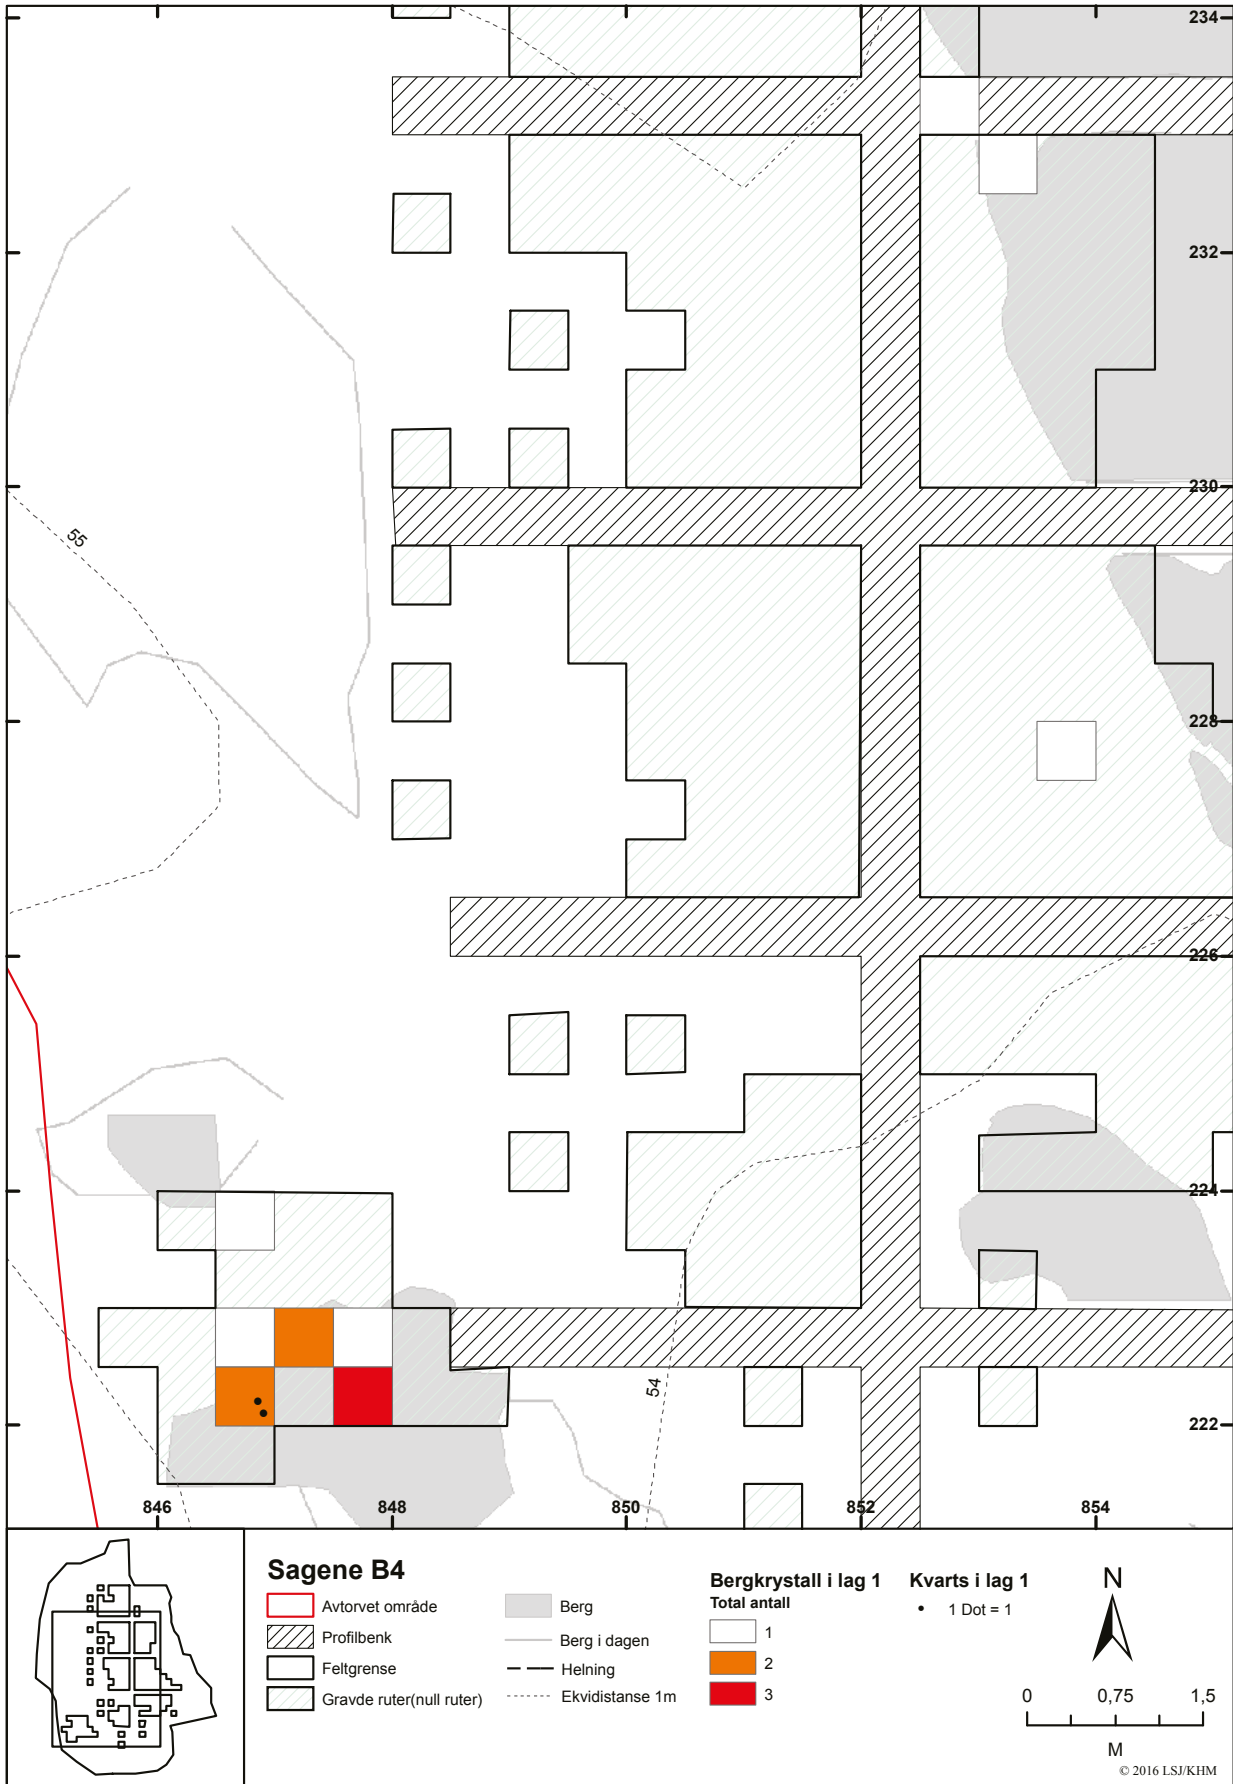 234
232
230
55
228
226
224
54
222
846
848
850
852
854
Sagene B4
Avtorvet område
Profilbenk
Feltgrense
Gravde ruter(null ruter)
Berg
Berg i dagen
Helning
Ekvidistanse 1m
Bergkrystall i lag 1
Total antall
1
2
3
Kvarts i lag 1
1 Dot = 1
N
0 0,75 1,5
M
© 2016 LSJ/KHM